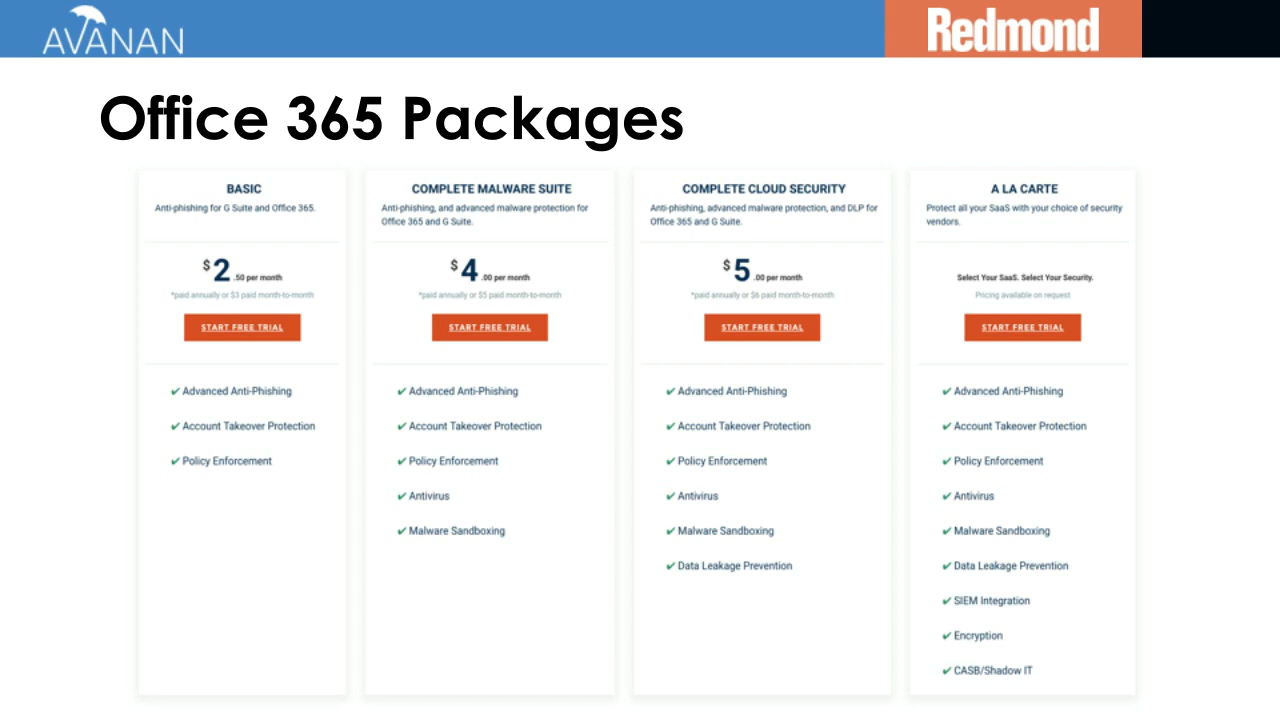 AVANAN
Redmond
Office 365 Packages
BASIC
Anti-phishing for G Suite and Office 365.
$2.50 per month
*paid annually or $3 paid month-to-month
START FREE TRIAL
✔ Advanced Anti-Phishing
✔ Account Takeover Protection
✔ Policy Enforcement
COMPLETE MALWARE SUITE
Anti-phishing, and advanced malware protection for
Office 365 and G Suite.
$4.00 per month
*paid annually or $5 paid month-to-month
START FREE TRIAL
✔ Advanced Anti-Phishing
✔ Account Takeover Protection
✔ Policy Enforcement
✔ Antivirus
✔ Malware Sandboxing
COMPLETE CLOUD SECURITY
Anti-phishing, advanced malware protection, and DLP for
Office 365 and G Suite.
$5.00 per month
*paid annually or $6 paid month-to-month
START FREE TRIAL
✔ Advanced Anti-Phishing
✔ Account Takeover Protection
✔ Policy Enforcement
✔ Antivirus
✔ Malware Sandboxing
✔ Data Leakage Prevention
A LA CARTE
Protect all your SaaS with your choice of security
vendors.
Select Your SaaS. Select Your Security.
Pricing available on request
START FREE TRIAL
✔ Advanced Anti-Phishing
✔ Account Takeover Protection
✔ Policy Enforcement
✔ Antivirus
✔ Malware Sandboxing
✔ Data Leakage Prevention
✔ SIEM Integration
✔ Encryption
✔ CASB/Shadow IT